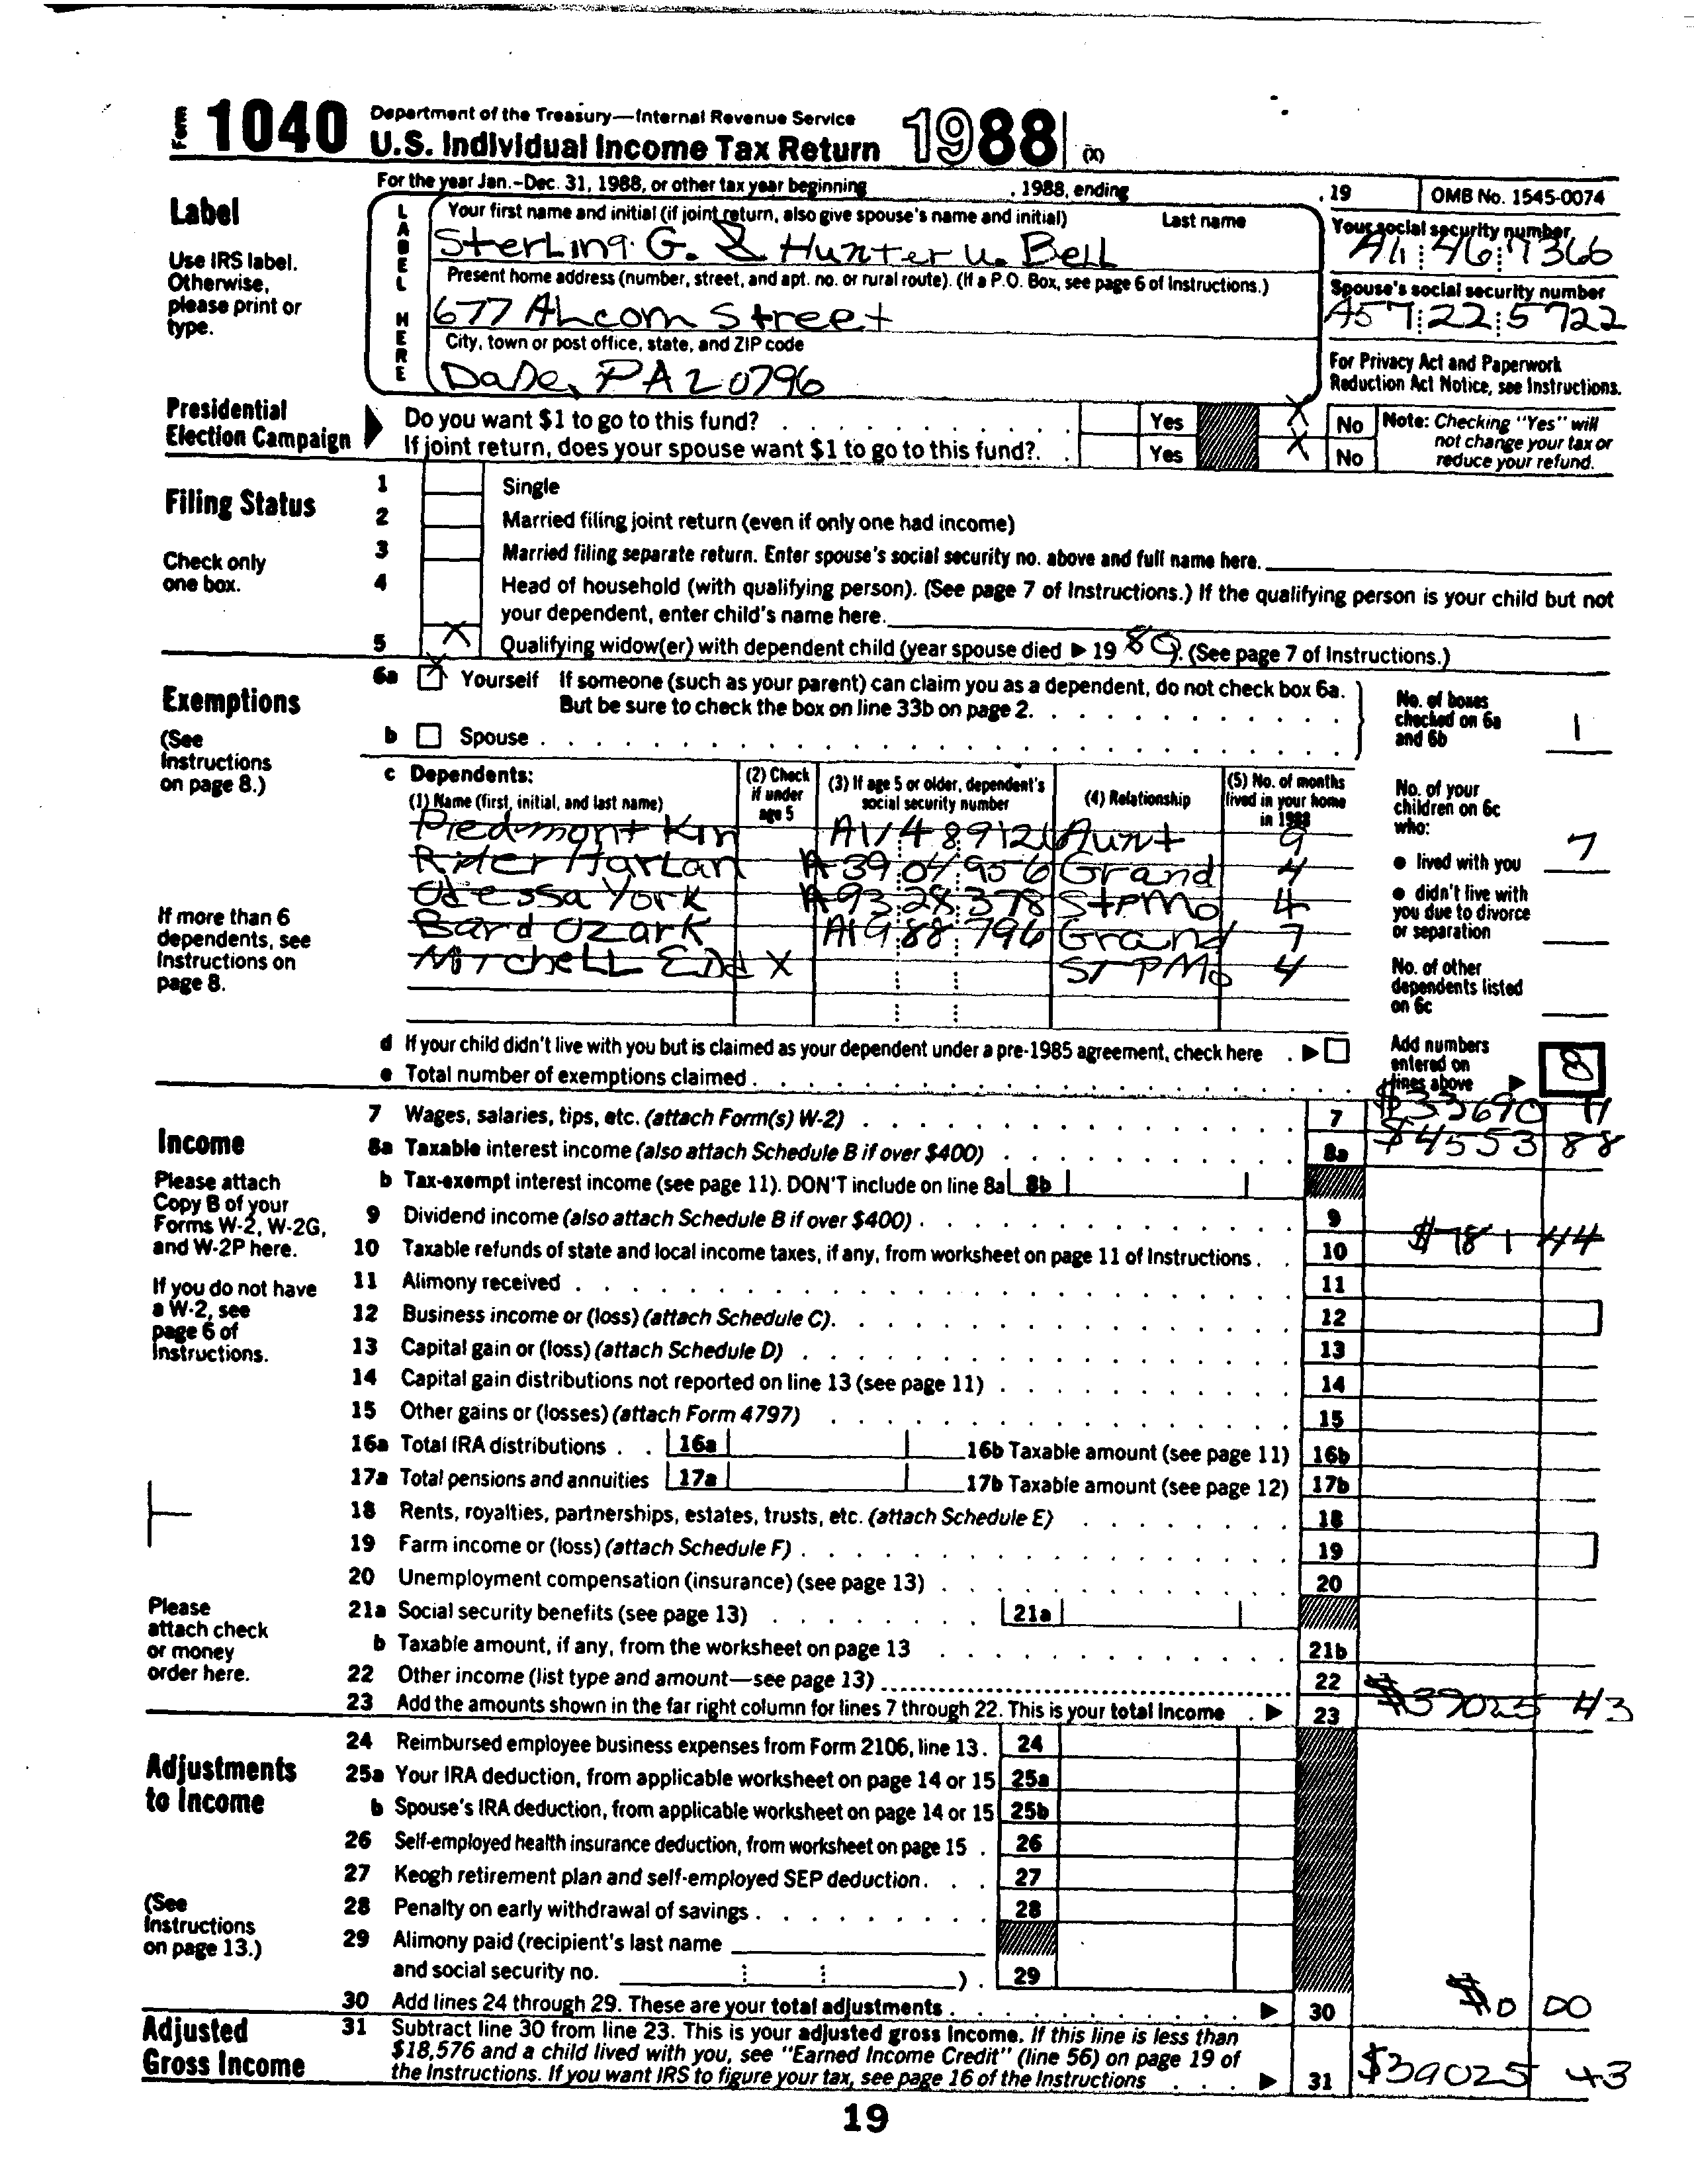 Form 1040 Department of the Treasury—Internal Revenue Service
U.S. Individual Income Tax Return 1988 (X)
For the year Jan.-Dec. 31, 1988, or other tax year beginning , 1988, ending , 19 OMB No. 1545-0074
Label
Use IRS label.
Otherwise,
please print or
type.
LABEL HERE
Your first name and initial (if joint return, also give spouse's name and initial) Last name
Sterling G. & Hunter U. Bell
Present home address (number, street, and apt. no. or rural route). (If a P.O. Box, see page 6 of Instructions.)
677 Alcorn Street
City, town or post office, state, and ZIP code
Dade, PA 20796
Your social security number
46 7366
Spouse's social security number
A57 22 5722
For Privacy Act and Paperwork
Reduction Act Notice, see Instructions.
Presidential
Election Campaign
Do you want $1 to go to this fund? Yes X No
If joint return, does your spouse want $1 to go to this fund? Yes X No
Note: Checking "Yes" will
not change your tax or
reduce your refund.
Filing Status
Check only
one box.
1 Single
2 Married filing joint return (even if only one had income)
3 Married filing separate return. Enter spouse's social security no. above and full name here.
4 Head of household (with qualifying person). (See page 7 of Instructions.) If the qualifying person is your child but not
your dependent, enter child's name here.
5 X Qualifying widow(er) with dependent child (year spouse died ▶ 19 80). (See page 7 of Instructions.)
Exemptions
(See
Instructions
on page 8.)
6a X Yourself If someone (such as your parent) can claim you as a dependent, do not check box 6a.
But be sure to check the box on line 33b on page 2.
b Spouse
No. of boxes
checked on 6a
and 6b 1
c Dependents:
(1) Name (first, initial, and last name)
(2) Check
if under
age 5
(3) If age 5 or older, dependent's
social security number
(4) Relationship
(5) No. of months
lived in your home
in 1988
Piedmont Kin A11 48 9126 Aunt 9
Rider Harlan A39 04 956 Grand 4
Odessa York A93 28 378 StPMo 4
Bard Ozark A19 88 796 Grand 7
Mitchell End X StPMo 4
If more than 6
dependents, see
Instructions on
page 8.
No. of your
children on 6c
who:
● lived with you 7
● didn't live with
you due to divorce
or separation
No. of other
dependents listed
on 6c
d If your child didn't live with you but is claimed as your dependent under a pre-1985 agreement, check here ▶
e Total number of exemptions claimed
Add numbers
entered on
lines above ▶ 8
Income
Please attach
Copy B of your
Forms W-2, W-2G,
and W-2P here.
If you do not have
a W-2, see
page 6 of
Instructions.
Please
attach check
or money
order here.
7 Wages, salaries, tips, etc. (attach Form(s) W-2) 7 $33690 11
8a Taxable interest income (also attach Schedule B if over $400) 8a $4553 88
b Tax-exempt interest income (see page 11). DON'T include on line 8a 8b
9 Dividend income (also attach Schedule B if over $400) 9 $781 44
10 Taxable refunds of state and local income taxes, if any, from worksheet on page 11 of Instructions 10
11 Alimony received 11
12 Business income or (loss) (attach Schedule C) 12
13 Capital gain or (loss) (attach Schedule D) 13
14 Capital gain distributions not reported on line 13 (see page 11) 14
15 Other gains or (losses) (attach Form 4797) 15
16a Total IRA distributions 16a 16b Taxable amount (see page 11) 16b
17a Total pensions and annuities 17a 17b Taxable amount (see page 12) 17b
18 Rents, royalties, partnerships, estates, trusts, etc. (attach Schedule E) 18
19 Farm income or (loss) (attach Schedule F) 19
20 Unemployment compensation (insurance) (see page 13) 20
21a Social security benefits (see page 13) 21a
b Taxable amount, if any, from the worksheet on page 13 21b
22 Other income (list type and amount—see page 13) 22
23 Add the amounts shown in the far right column for lines 7 through 22. This is your total income ▶ 23 $39025 43
Adjustments
to Income
(See
Instructions
on page 13.)
24 Reimbursed employee business expenses from Form 2106, line 13. 24
25a Your IRA deduction, from applicable worksheet on page 14 or 15 25a
b Spouse's IRA deduction, from applicable worksheet on page 14 or 15 25b
26 Self-employed health insurance deduction, from worksheet on page 15 26
27 Keogh retirement plan and self-employed SEP deduction 27
28 Penalty on early withdrawal of savings 28
29 Alimony paid (recipient's last name
and social security no. ) 29
30 Add lines 24 through 29. These are your total adjustments ▶ 30 $0 00
Adjusted
Gross Income
31 Subtract line 30 from line 23. This is your adjusted gross income. If this line is less than
$18,576 and a child lived with you, see "Earned Income Credit" (line 56) on page 19 of
the Instructions. If you want IRS to figure your tax, see page 16 of the Instructions ▶ 31 $39025 43
19